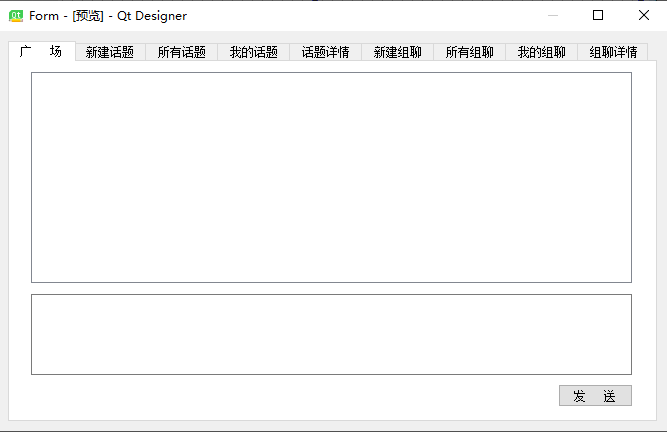 Form - [预览] - Qt Designer
广 场 新建话题 所有话题 我的话题 话题详情 新建组聊 所有组聊 我的组聊 组聊详情
发 送